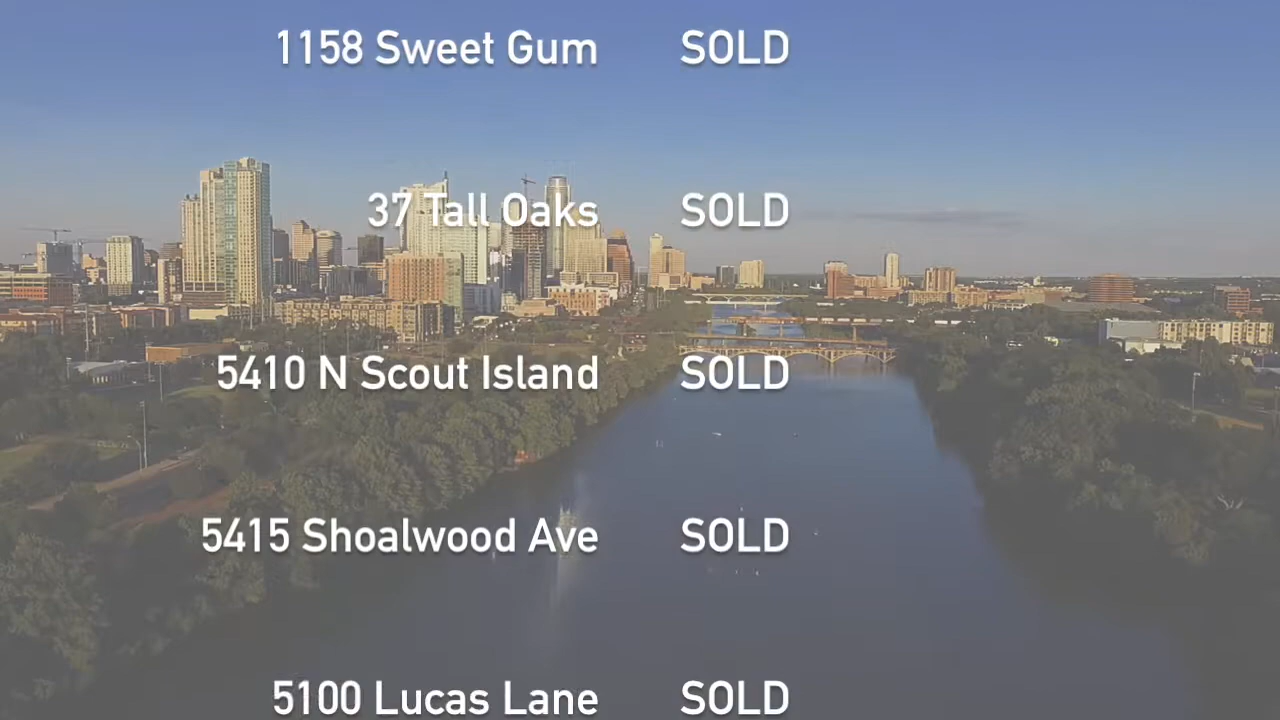 1158 Sweet Gum SOLD
37 Tall Oaks SOLD
5410 N Scout Island SOLD
5415 Shoalwood Ave SOLD
5100 Lucas Lane SOLD